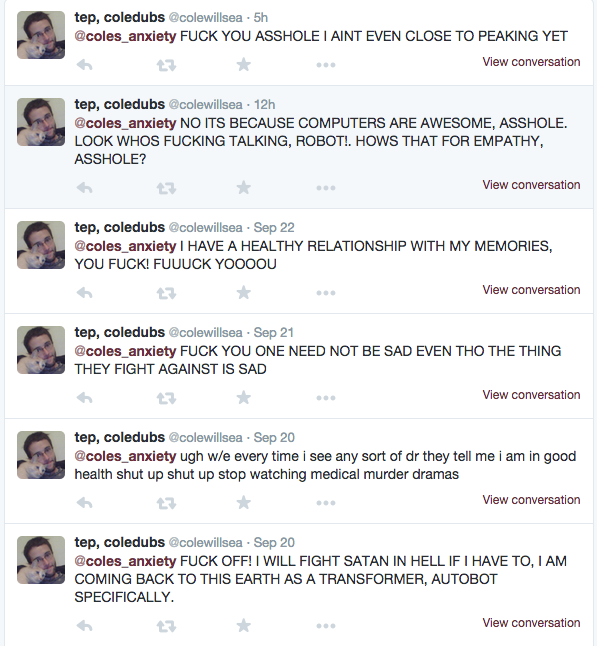 tep, coledubs @colewillsea · 5h
@coles_anxiety FUCK YOU ASSHOLE I AINT EVEN CLOSE TO PEAKING YET
View conversation
tep, coledubs @colewillsea · 12h
@coles_anxiety NO ITS BECAUSE COMPUTERS ARE AWESOME, ASSHOLE.
LOOK WHOS FUCKING TALKING, ROBOT!. HOWS THAT FOR EMPATHY,
ASSHOLE?
View conversation
tep, coledubs @colewillsea · Sep 22
@coles_anxiety I HAVE A HEALTHY RELATIONSHIP WITH MY MEMORIES,
YOU FUCK! FUUUCK YOOOOU
View conversation
tep, coledubs @colewillsea · Sep 21
@coles_anxiety FUCK YOU ONE NEED NOT BE SAD EVEN THO THE THING
THEY FIGHT AGAINST IS SAD
View conversation
tep, coledubs @colewillsea · Sep 20
@coles_anxiety ugh w/e every time i see any sort of dr they tell me i am in good
health shut up shut up stop watching medical murder dramas
View conversation
tep, coledubs @colewillsea · Sep 20
@coles_anxiety FUCK OFF! I WILL FIGHT SATAN IN HELL IF I HAVE TO, I AM
COMING BACK TO THIS EARTH AS A TRANSFORMER, AUTOBOT
SPECIFICALLY.
View conversation